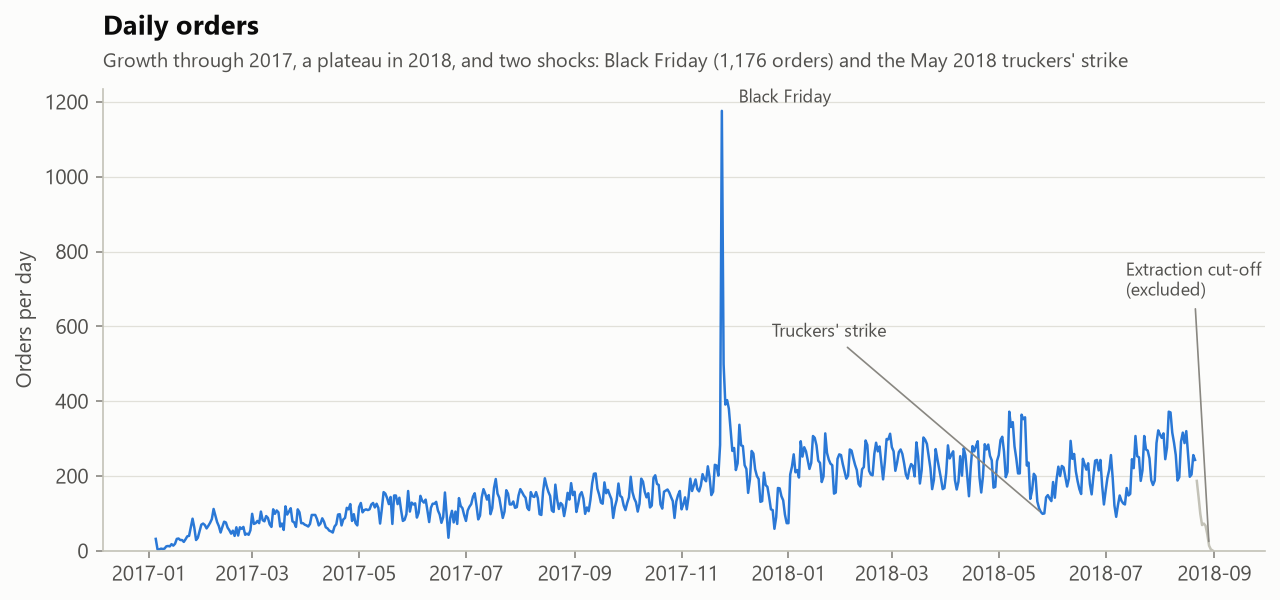 Daily orders
Growth through 2017, a plateau in 2018, and two shocks: Black Friday (1,176 orders) and the May 2018 truckers' strike
Orders per day
1200
1000
800
600
400
200
0
Black Friday
Truckers' strike
Extraction cut-off
(excluded)
2017-01
2017-03
2017-05
2017-07
2017-09
2017-11
2018-01
2018-03
2018-05
2018-07
2018-09